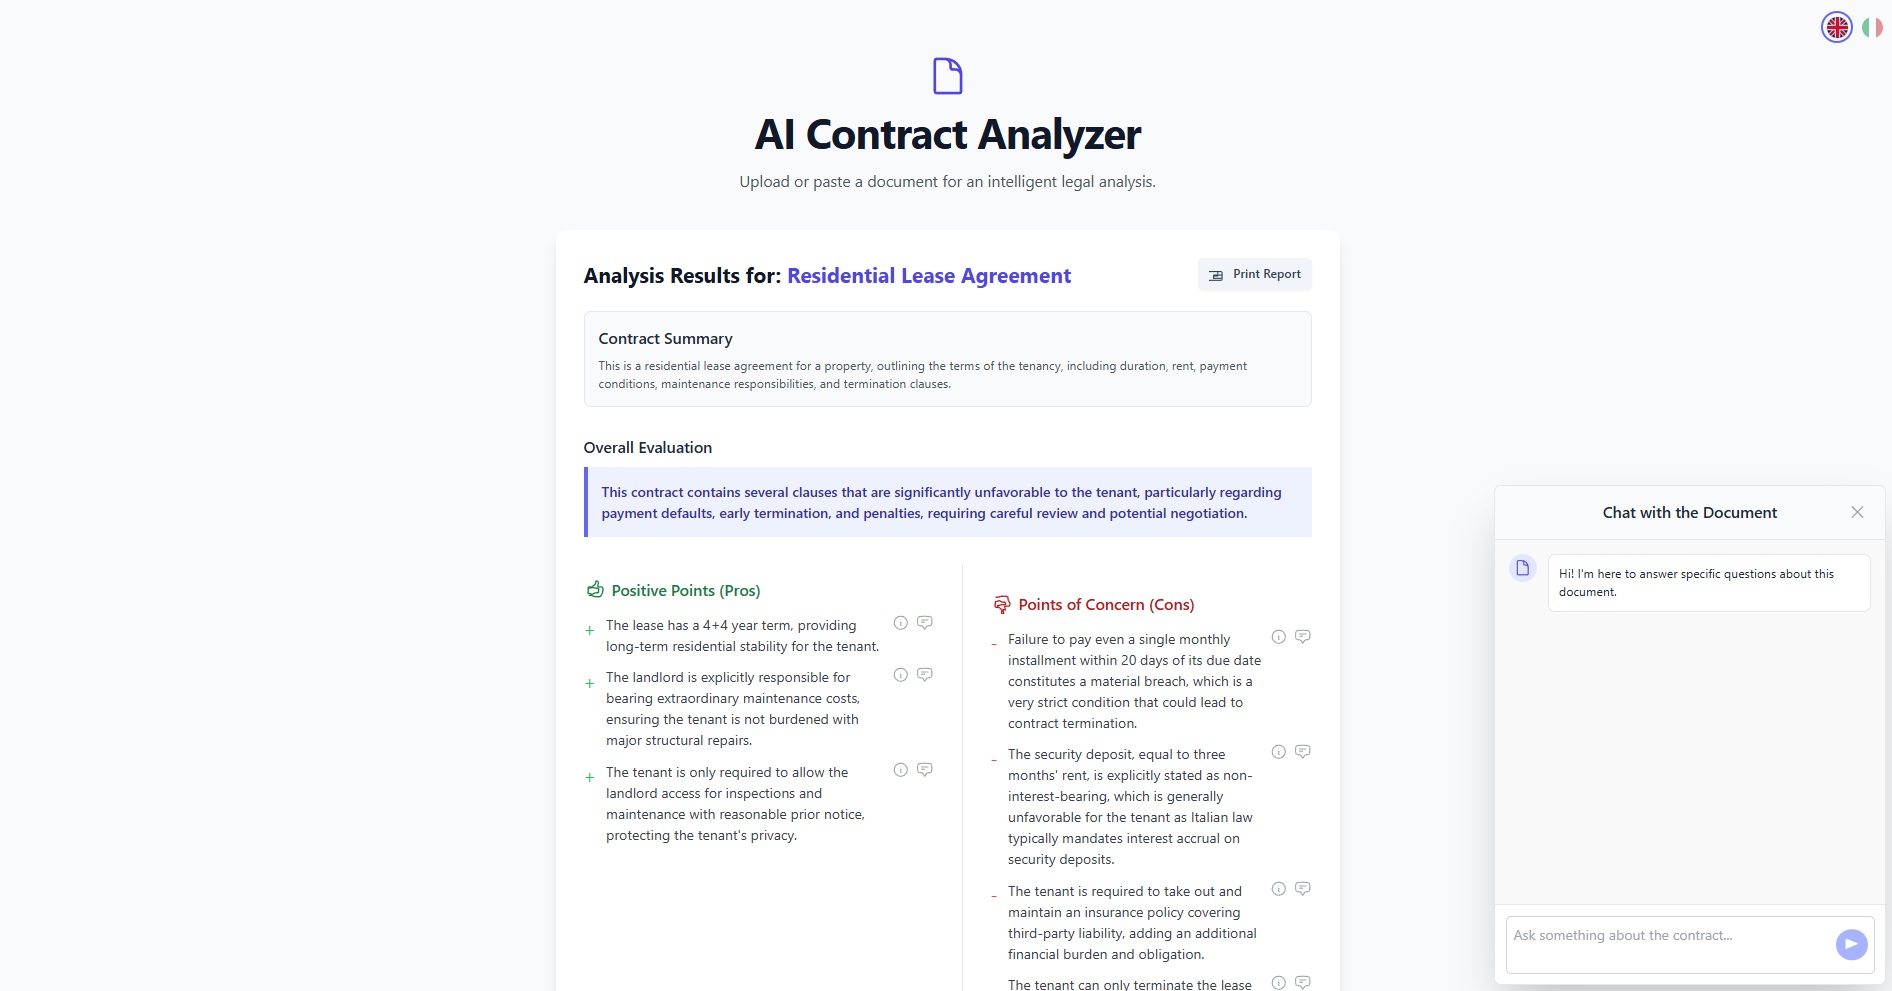 AI Contract Analyzer
Upload or paste a document for an intelligent legal analysis.
Analysis Results for: Residential Lease Agreement
Print Report
Contract Summary
This is a residential lease agreement for a property, outlining the terms of the tenancy, including duration, rent, payment
conditions, maintenance responsibilities, and termination clauses.
Overall Evaluation
This contract contains several clauses that are significantly unfavorable to the tenant, particularly regarding
payment defaults, early termination, and penalties, requiring careful review and potential negotiation.
Positive Points (Pros)
+ The lease has a 4+4 year term, providing
long-term residential stability for the tenant.
+ The landlord is explicitly responsible for
bearing extraordinary maintenance costs,
ensuring the tenant is not burdened with
major structural repairs.
+ The tenant is only required to allow the
landlord access for inspections and
maintenance with reasonable prior notice,
protecting the tenant's privacy.
Points of Concern (Cons)
- Failure to pay even a single monthly
installment within 20 days of its due date
constitutes a material breach, which is a
very strict condition that could lead to
contract termination.
- The security deposit, equal to three
months' rent, is explicitly stated as non-
interest-bearing, which is generally
unfavorable for the tenant as Italian law
typically mandates interest accrual on
security deposits.
- The tenant is required to take out and
maintain an insurance policy covering
third-party liability, adding an additional
financial burden and obligation.
The tenant can only terminate the lease
Chat with the Document
Hi! I'm here to answer specific questions about this
document.
Ask something about the contract...